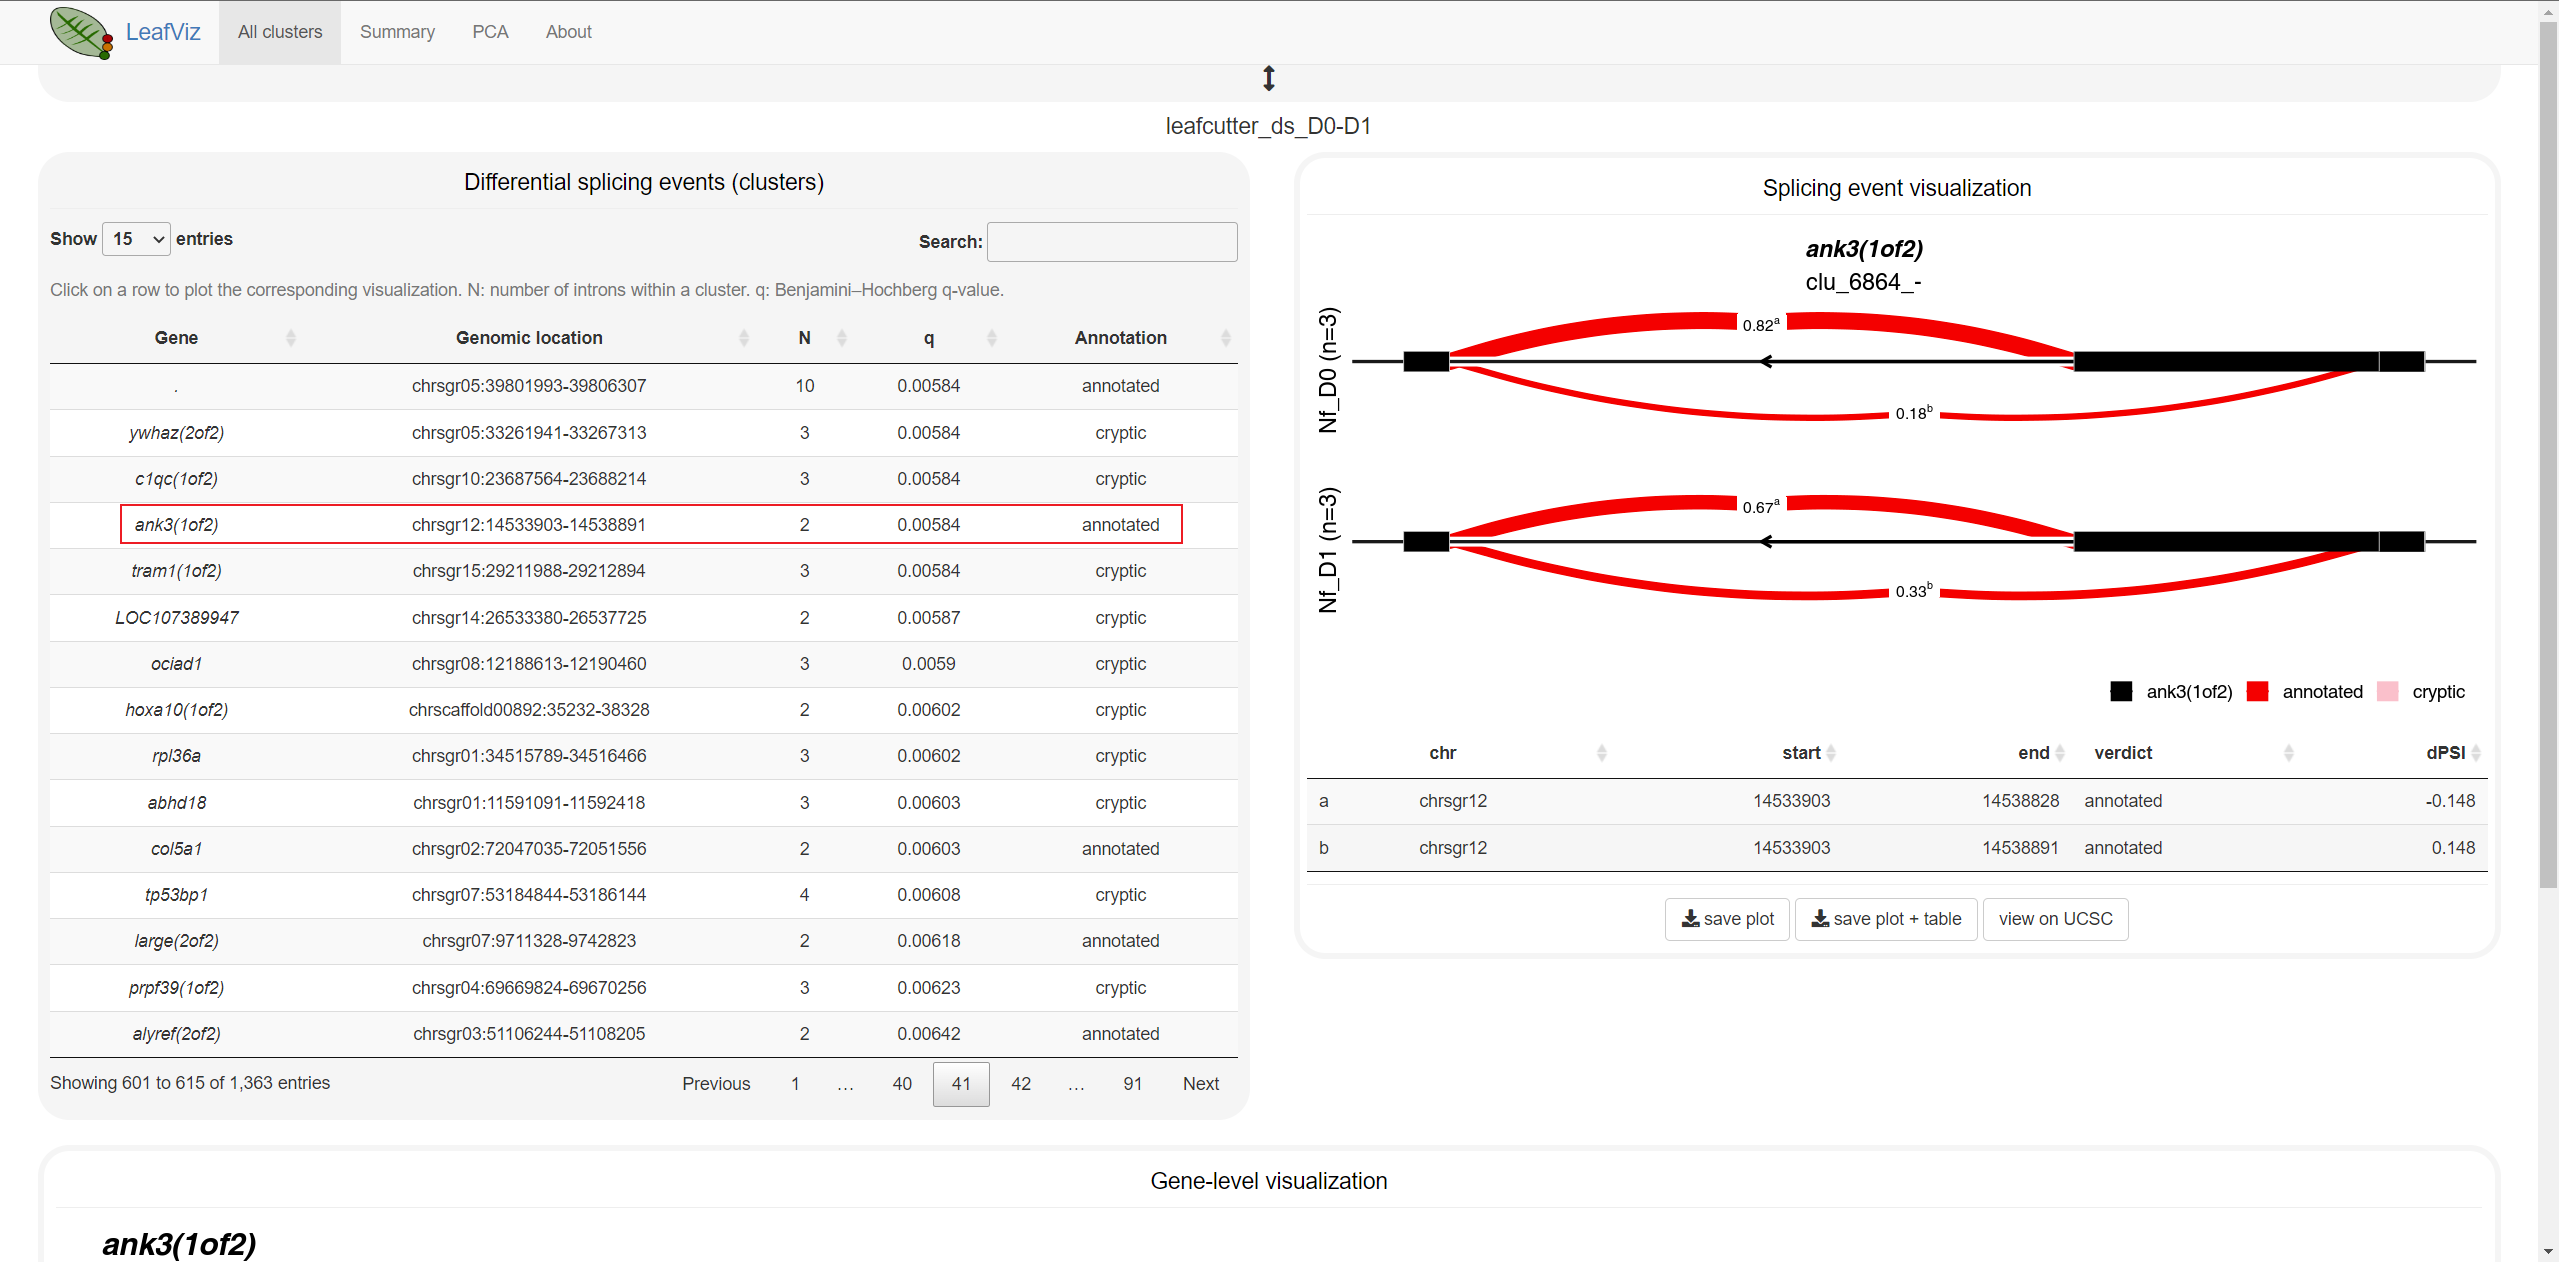 LeafViz All clusters Summary PCA About
leafcutter_ds_D0-D1
Differential splicing events (clusters)
Show 15 entries Search:
Click on a row to plot the corresponding visualization. N: number of introns within a cluster. q: Benjamini–Hochberg q-value.
Gene Genomic location N q Annotation
. chrsgr05:39801993-39806307 10 0.00584 annotated
ywhaz(2of2) chrsgr05:33261941-33267313 3 0.00584 cryptic
c1qc(1of2) chrsgr10:23687564-23688214 3 0.00584 cryptic
ank3(1of2) chrsgr12:14533903-14538891 2 0.00584 annotated
tram1(1of2) chrsgr15:29211988-29212894 3 0.00584 cryptic
LOC107389947 chrsgr14:26533380-26537725 2 0.00587 cryptic
ociad1 chrsgr08:12188613-12190460 3 0.0059 cryptic
hoxa10(1of2) chrscaffold00892:35232-38328 2 0.00602 cryptic
rpl36a chrsgr01:34515789-34516466 3 0.00602 cryptic
abhd18 chrsgr01:11591091-11592418 3 0.00603 cryptic
col5a1 chrsgr02:72047035-72051556 2 0.00603 annotated
tp53bp1 chrsgr07:53184844-53186144 4 0.00608 cryptic
large(2of2) chrsgr07:9711328-9742823 2 0.00618 annotated
prpf39(1of2) chrsgr04:69669824-69670256 3 0.00623 cryptic
alyref(2of2) chrsgr03:51106244-51108205 2 0.00642 annotated
Showing 601 to 615 of 1,363 entries Previous 1 … 40 41 42 … 91 Next
Splicing event visualization
ank3(1of2)
clu_6864_-
Nf_D0 (n=3)
0.82a
0.18b
Nf_D1 (n=3)
0.67a
0.33b
ank3(1of2) annotated cryptic
chr start end verdict dPSI
a chrsgr12 14533903 14538828 annotated -0.148
b chrsgr12 14533903 14538891 annotated 0.148
save plot save plot + table view on UCSC
Gene-level visualization
ank3(1of2)